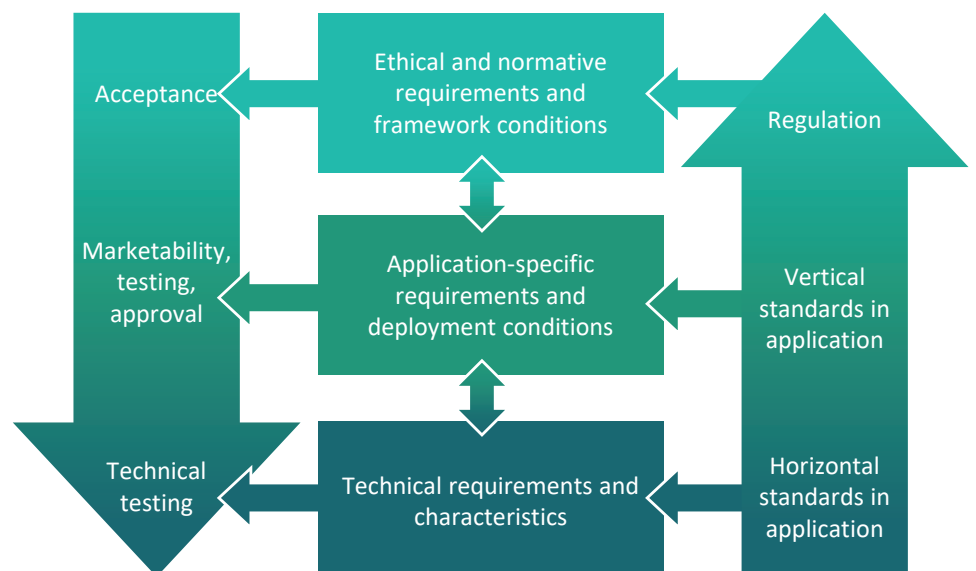 Acceptance
Ethical and normative
requirements and
framework conditions
Regulation
Marketability,
testing,
approval
Application-specific
requirements and
deployment conditions
Vertical
standards in
application
Technical
testing
Technical requirements and
characteristics
Horizontal
standards in
application